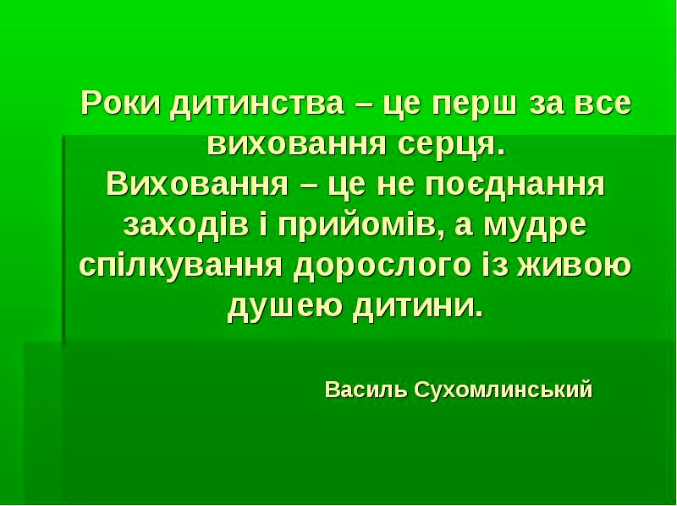 Роки дитинства – це перш за все
виховання серця.
Виховання – це не поєднання
заходів і прийомів, а мудре
спілкування дорослого із живою
душею дитини.
Василь Сухомлинський